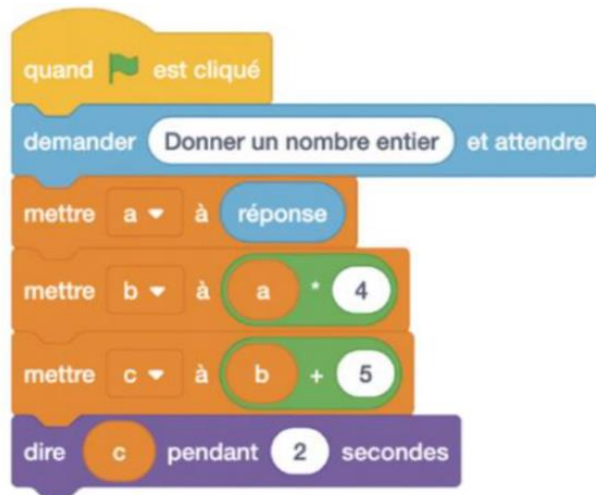 quand est cliqué
demander Donner un nombre entier et attendre
mettre a à réponse
mettre b à a * 4
mettre c à b + 5
dire c pendant 2 secondes